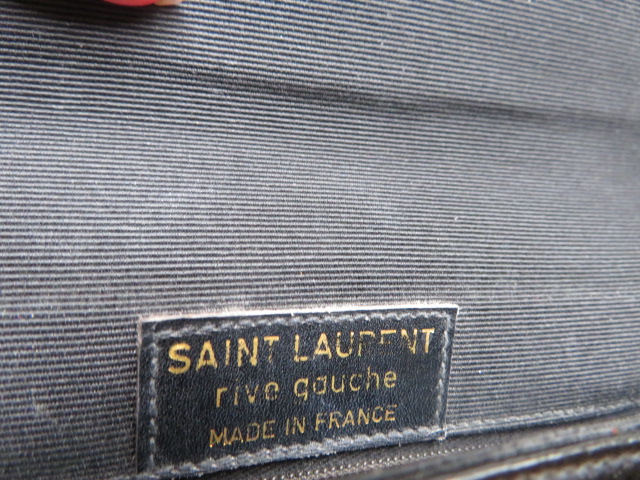 SAINT LAURENT
rive gauche
MADE IN FRANCE